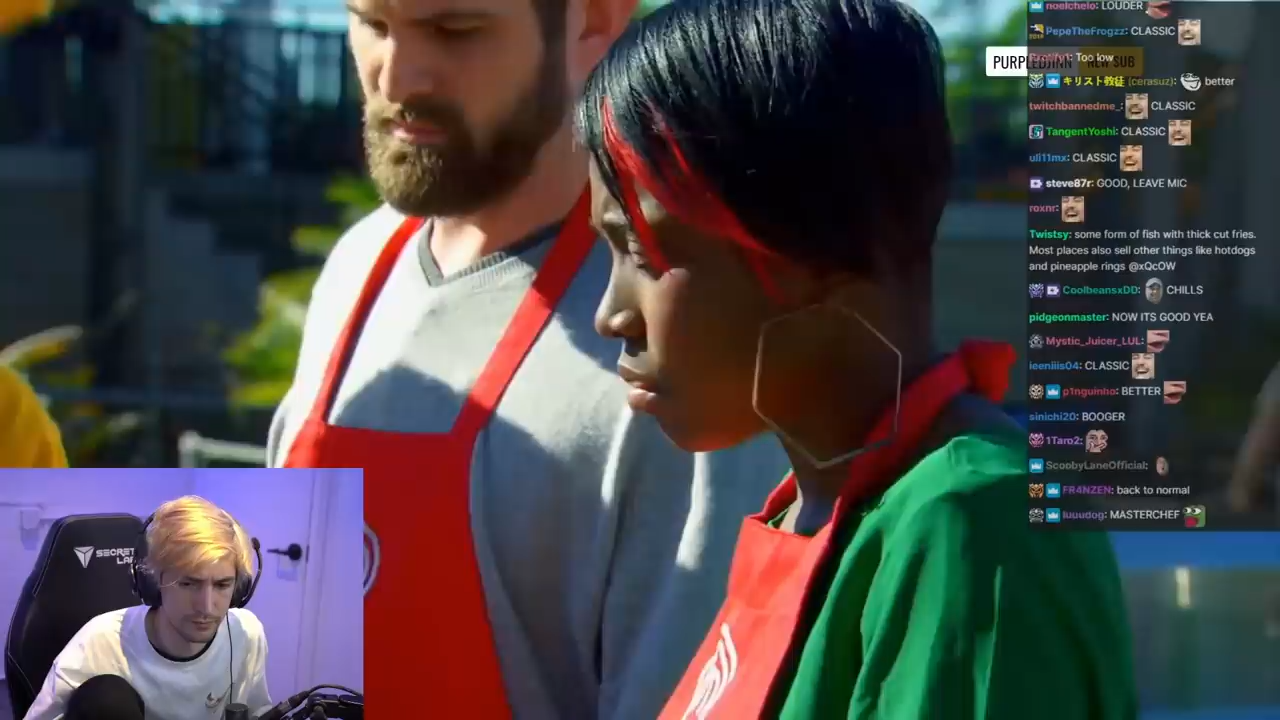 noelchelo: LOUDER
PepeTheFrogzz: CLASSIC
PURPLEDJINN NEW SUB
Too low
キリスト教徒 (cerasuz): better
twitchbannedme_: CLASSIC
TangentYoshi: CLASSIC
uli11mx: CLASSIC
steve87r: GOOD, LEAVE MIC
roxnr:
Twistsy: some form of fish with thick cut fries.
Most places also sell other things like hotdogs
and pineapple rings @xQcOW
CoolbeansxDD: CHILLS
pidgeonmaster: NOW ITS GOOD YEA
Mystic_Juicer_LUL:
ieeniiis04: CLASSIC
p1nguinho: BETTER
sinichi20: BOOGER
1Taro2:
ScoobyLaneOfficial:
FR4NZEN: back to normal
luuudog: MASTERCHEF
SECRET
LAB